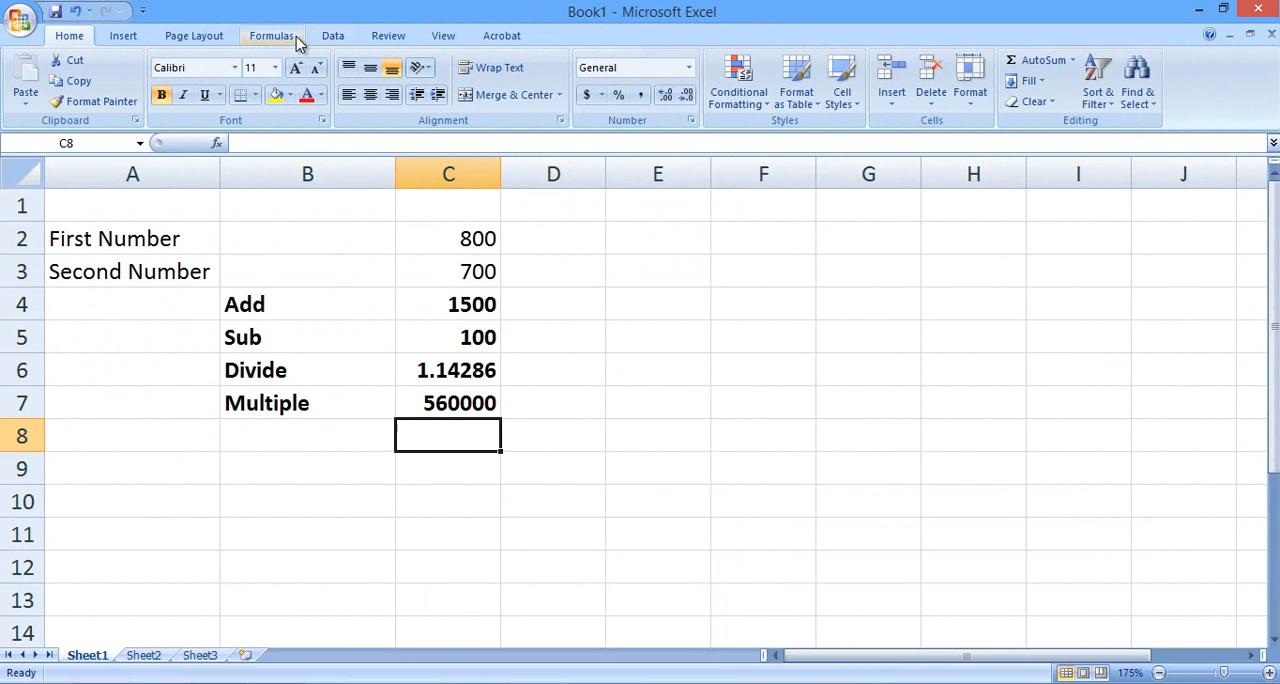 Book1 - Microsoft Excel
Home Insert Page Layout Formulas Data Review View Acrobat
Paste
Cut
Copy
Format Painter
Clipboard
Calibri 11 A A
B I U A
Font
Wrap Text
Merge & Center
Alignment
General
$ % ,
Number
Conditional Formatting
Format as Table
Cell Styles
Styles
Insert Delete Format
Cells
Σ AutoSum
Fill
Clear
Sort & Filter
Find & Select
Editing
C8 fx
A B C D E F G H I J
1
2 First Number 800
3 Second Number 700
4 Add 1500
5 Sub 100
6 Divide 1.14286
7 Multiple 560000
8
9
10
11
12
13
14
Sheet1 Sheet2 Sheet3
Ready 175%